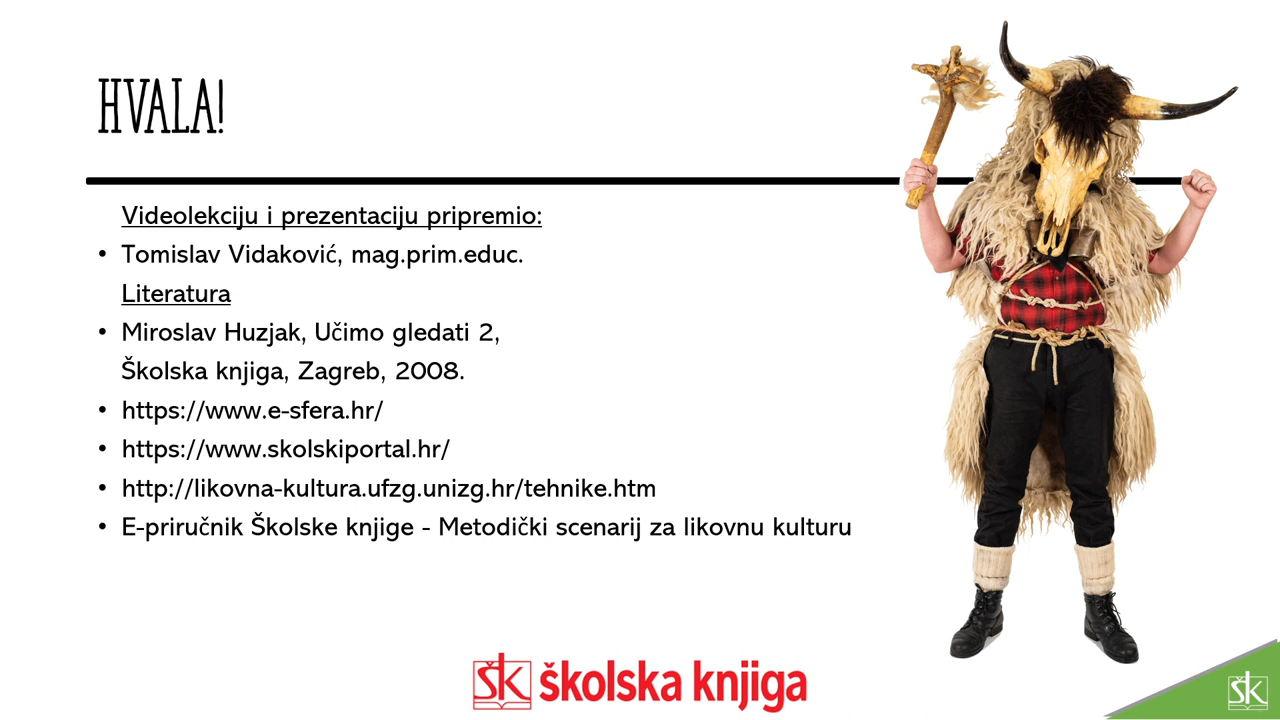 HVALA!
Videolekciju i prezentaciju pripremio:
• Tomislav Vidaković, mag.prim.educ.
Literatura
• Miroslav Huzjak, Učimo gledati 2,
Školska knjiga, Zagreb, 2008.
• https://www.e-sfera.hr/
• https://www.skolskiportal.hr/
• http://likovna-kultura.ufzg.unizg.hr/tehnike.htm
• E-priručnik Školske knjige - Metodički scenarij za likovnu kulturu
šk školska knjiga
šk